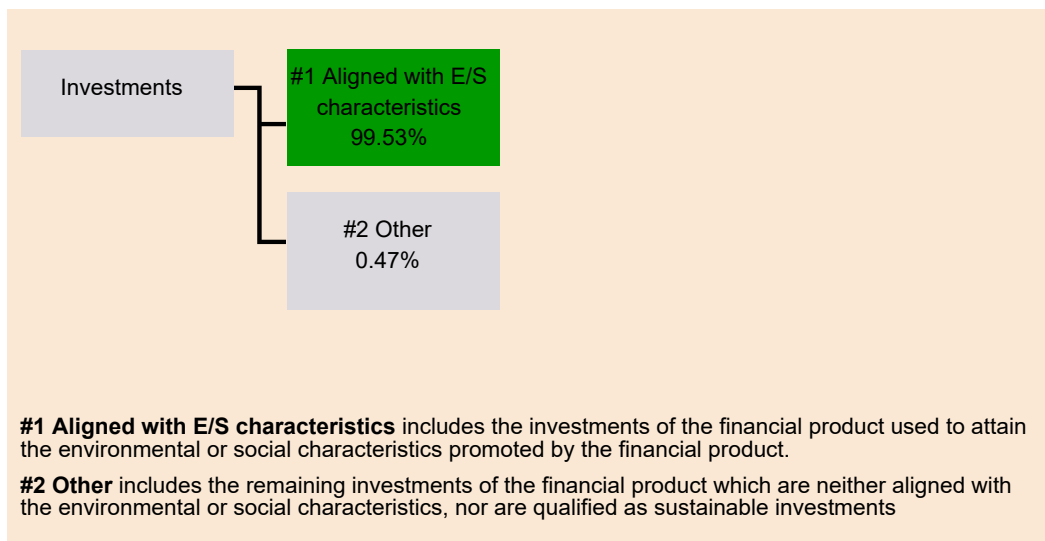 Investments
#1 Aligned with E/S
characteristics
99.53%
#2 Other
0.47%
#1 Aligned with E/S characteristics includes the investments of the financial product used to attain
the environmental or social characteristics promoted by the financial product.
#2 Other includes the remaining investments of the financial product which are neither aligned with
the environmental or social characteristics, nor are qualified as sustainable investments